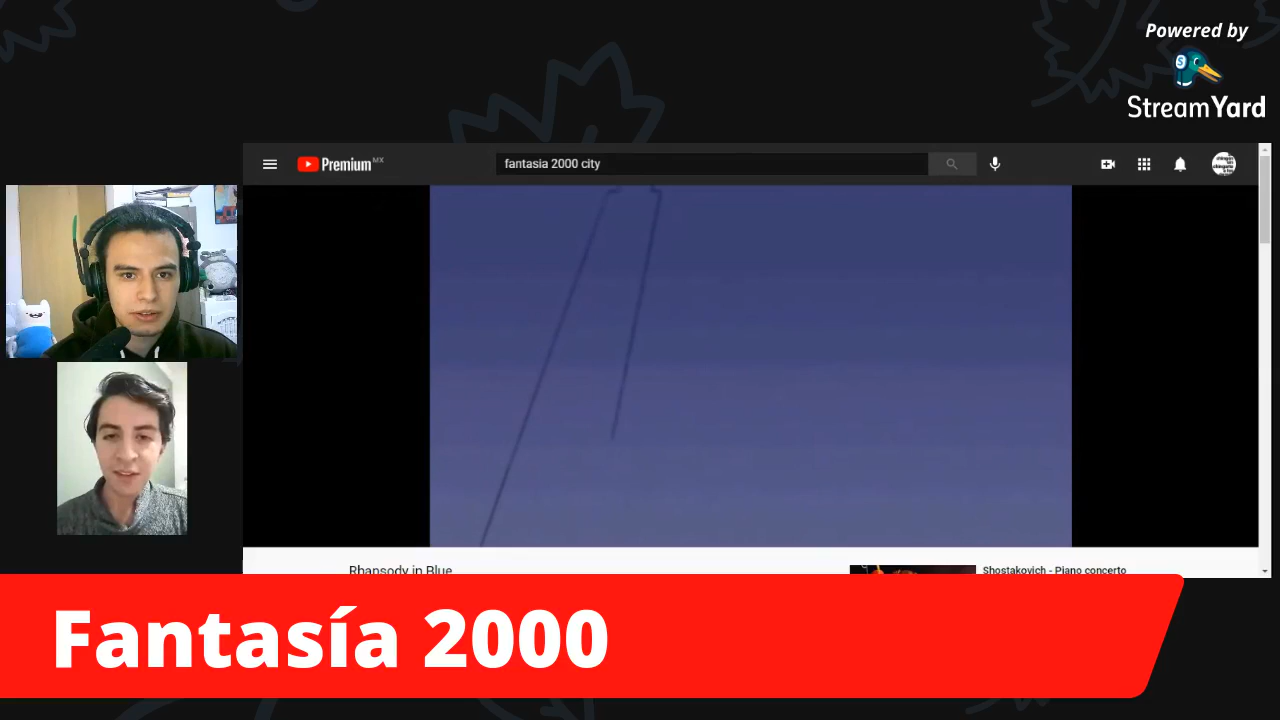 Powered by
StreamYard
Premium MX
fantasia 2000 city
Rhapsody in Blue
Shostakovich - Piano concerto
Fantasía 2000